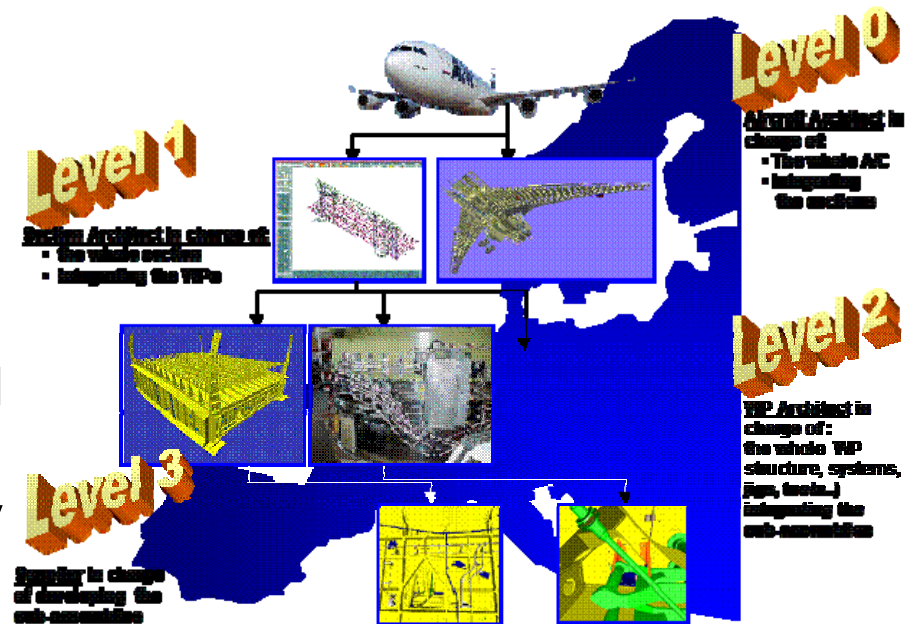 Level 0
Aircraft Architect in
charge of:
• The whole A/C
• Integrating
the sections
Level 1
Section Architect in charge of:
• the whole section
• Integrating the WPs
Level 2
WP Architect in
charge of:
the whole WP
structure, systems,
jigs, tools..)
integrating the
sub-assemblies
Level 3
Supplier in charge
of developing the
sub-assemblies